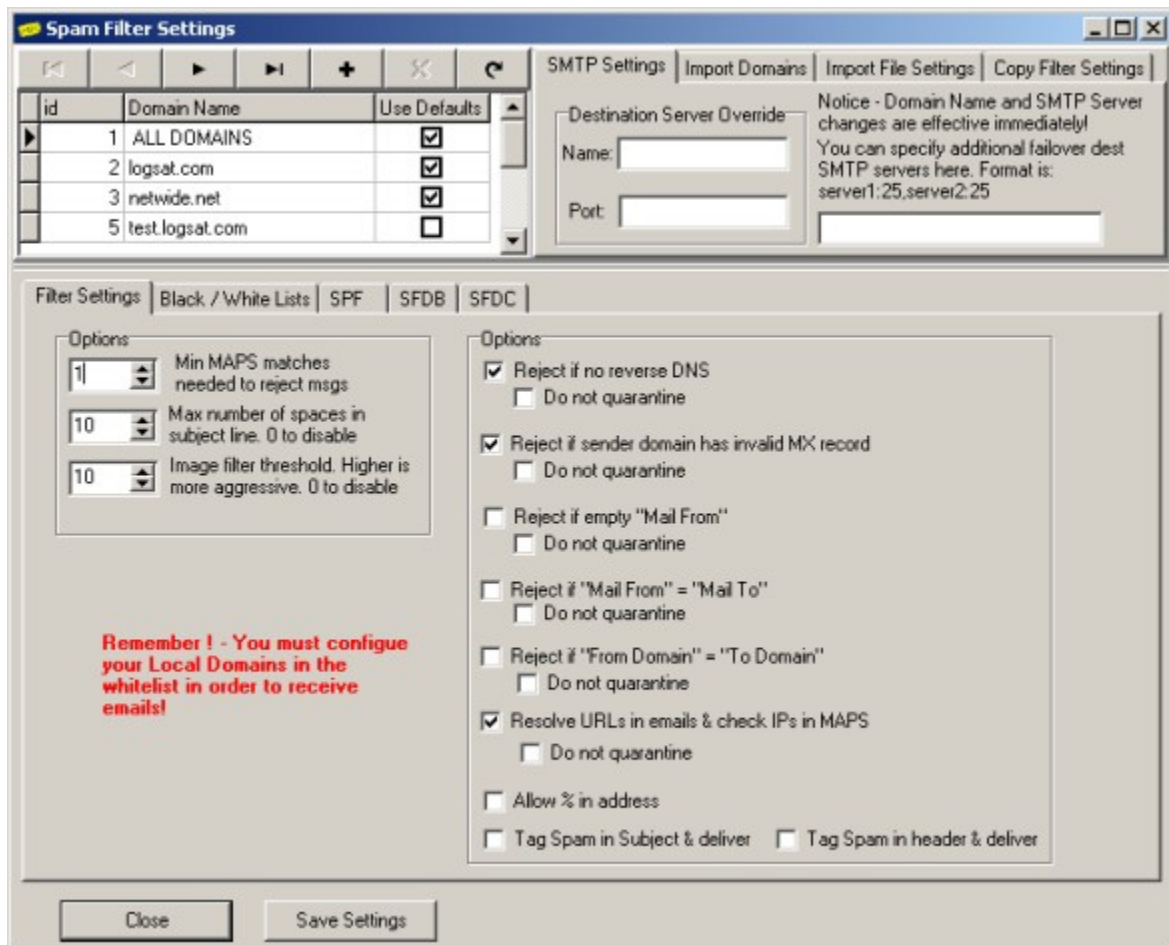 Spam Filter Settings
id Domain Name Use Defaults
1 ALL DOMAINS
2 logsat.com
3 netwide.net
5 test.logsat.com
SMTP Settings Import Domains Import File Settings Copy Filter Settings
Destination Server Override
Name:
Port:
Notice - Domain Name and SMTP Server
changes are effective immediately!
You can specify additional failover dest
SMTP servers here. Format is:
server1:25,server2:25
Filter Settings Black / White Lists SPF SFDB SFDC
Options
1 Min MAPS matches
needed to reject msgs
10 Max number of spaces in
subject line. 0 to disable
10 Image filter threshold. Higher is
more aggressive. 0 to disable
Remember ! - You must configue
your Local Domains in the
whitelist in order to receive
emails!
Options
Reject if no reverse DNS
Do not quarantine
Reject if sender domain has invalid MX record
Do not quarantine
Reject if empty "Mail From"
Do not quarantine
Reject if "Mail From" = "Mail To"
Do not quarantine
Reject if "From Domain" = "To Domain"
Do not quarantine
Resolve URLs in emails & check IPs in MAPS
Do not quarantine
Allow % in address
Tag Spam in Subject & deliver Tag Spam in header & deliver
Close Save Settings